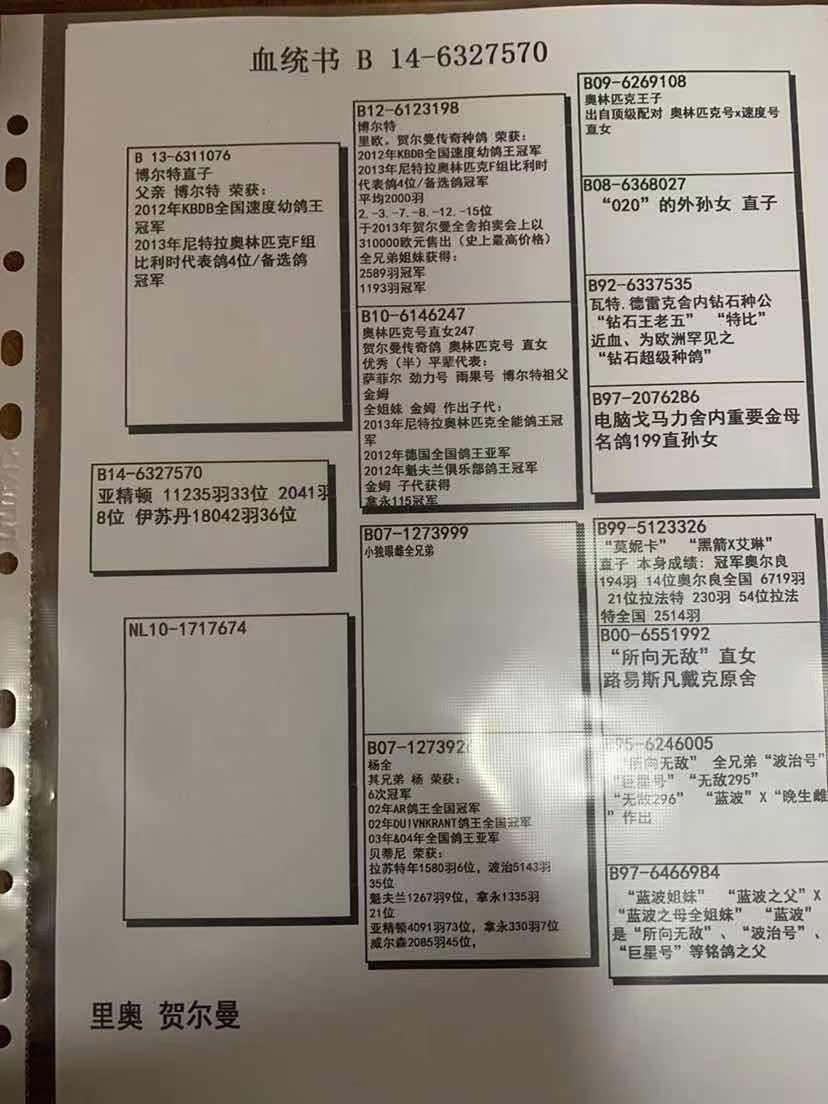 血统书 B 14-6327570
B 13-6311076
博尔特直子
父亲 博尔特 荣获:
2012年KBDB全国速度幼鸽王
冠军
2013年尼特拉奥林匹克F组
比利时代表鸽4位/备选鸽
冠军
B14-6327570
亚精顿 11235羽33位 2041羽
8位 伊苏丹18042羽36位
NL10-1717674
B12-6123198
博尔特
里欧。贺尔曼传奇种鸽 荣获:
2012年KBDB全国速度幼鸽王冠军
2013年尼特拉奥林匹克F组比利时
代表鸽4位/备选鸽冠军
平均2000羽
2.-3.-7.-8.-12.-15位
于2013年贺尔曼全舍拍卖会上以
310000欧元售出(史上最高价格)
全兄弟姐妹获得:
2589羽冠军
1193羽冠军
B10-6146247
奥林匹克号直女247
贺尔曼传奇鸽 奥林匹克号 直女
优秀(半)平辈代表:
萨菲尔 劲力号 雨果号 博尔特祖父
金姆
全姐妹 金姆 作出子代:
2013年尼特拉奥林匹克全能鸽王冠
军
2012年德国全国鸽王亚军
2012年魁夫兰俱乐部鸽王冠军
金姆 子代获得
拿永115冠军
B07-1273999
小独眼雌全兄弟
B07-127392
杨全
其兄弟 杨 荣获:
6次冠军
02年AR鸽王全国冠军
02年DU!VNKRANT鸽王全国冠军
03年&04年全国鸽王亚军
贝蒂尼 荣获:
拉苏特年1580羽6位, 波治5143羽
35位
魁夫兰1267羽9位, 拿永1335羽
21位
亚精顿4091羽73位, 拿永330羽7位
威尔森2085羽45位,
B09-6269108
奥林匹克王子
出自顶级配对 奥林匹克号x速度号
直女
B08-6368027
“020”的外孙女 直子
B92-6337535
瓦特.德雷克舍内钻石种公
“钻石王老五” “特比”
近血、为欧洲罕见之
“钻石超级种鸽”
B97-2076286
电脑戈马力舍内重要金母
名鸽199直孙女
B99-5123326
“莫妮卡” “黑箭X艾琳”
直子 本身成绩: 冠军奥尔良
194羽 14位奥尔良全国 6719羽
21位拉法特 230羽 54位拉法
特全国 2514羽
B00-6551992
“所向无敌”直女
路易斯凡戴克原舍
B95-6246005
“所向无敌” 全兄弟“波治号”
“巨星号” “无敌295”
“无敌296” “蓝波”X“晚生雌
”作出
B97-6466984
“蓝波姐妹” “蓝波之父”X
“蓝波之母全姐妹” “蓝波”
是“所向无敌”、“波治号”、
“巨星号”等铭鸽之父
里奥 贺尔曼